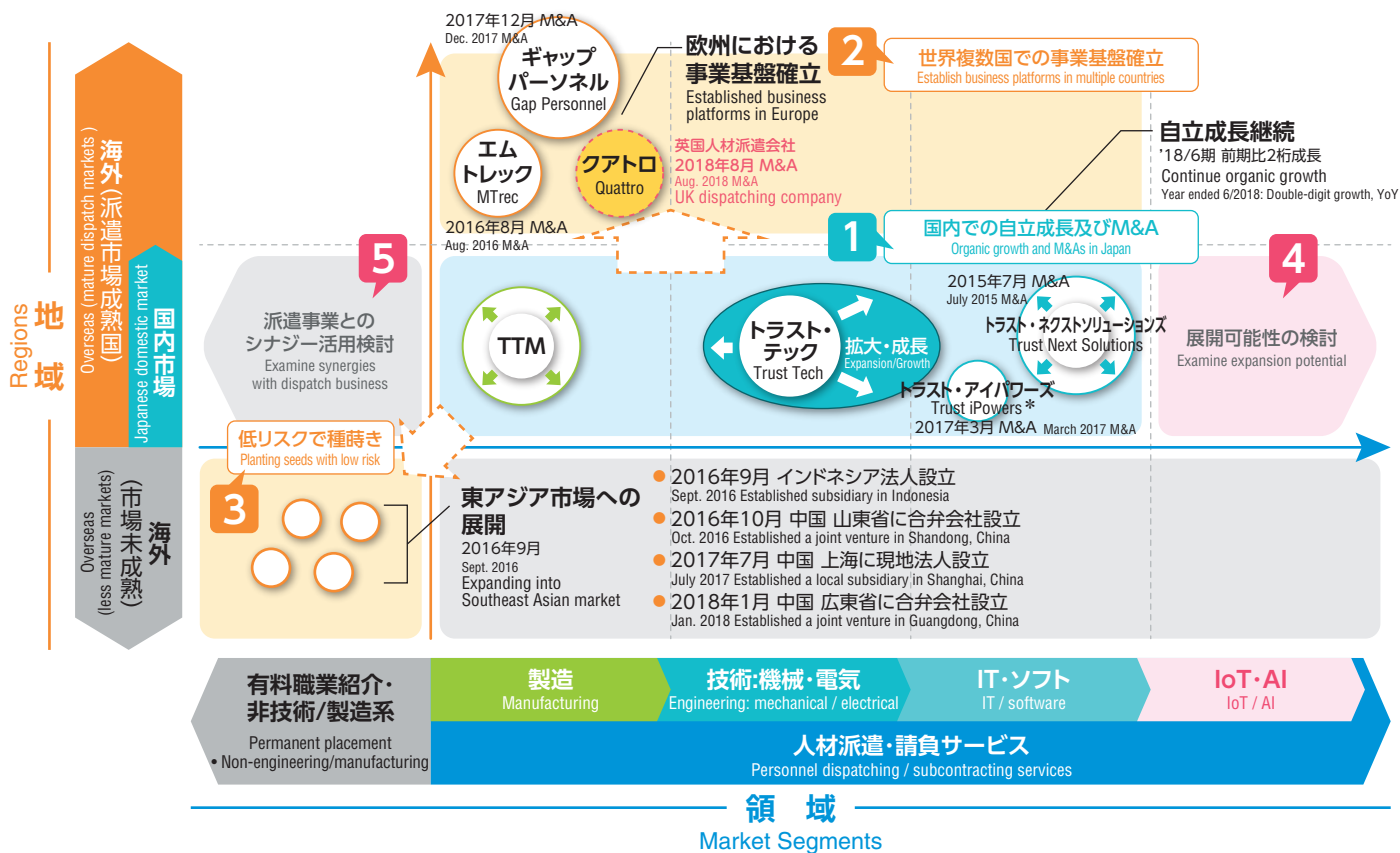 2017年12月 M&A
Dec. 2017 M&A
ギャップ
パーソネル
Gap Personnel
エム
トレック
MTrec
2016年8月 M&A
Aug. 2016 M&A
クアトロ
Quattro
欧州における
事業基盤確立
Established business
platforms in Europe
英国人材派遣会社
2018年8月 M&A
Aug. 2018 M&A
UK dispatching company
2
世界複数国での事業基盤確立
Establish business platforms in multiple countries
自立成長継続
'18/6期 前期比2桁成長
Continue organic growth
Year ended 6/2018: Double-digit growth, YoY
1
国内での自立成長及びM&A
Organic growth and M&As in Japan
地域
Regions
海外(派遣市場成熟国)
Overseas (mature dispatch markets)
国内市場
Japanese domestic market
海外
(市場未成熟)
Overseas
(less mature markets)
5
派遣事業との
シナジー活用検討
Examine synergies
with dispatch business
TTM
トラスト・
テック
Trust Tech
拡大・成長
Expansion/Growth
2015年7月 M&A
July 2015 M&A
トラスト・ネクストソリューションズ
Trust Next Solutions
トラスト・アイパワーズ
Trust iPowers*
2017年3月 M&A March 2017 M&A
4
展開可能性の検討
Examine expansion potential
低リスクで種蒔き
Planting seeds with low risk
3
東アジア市場への
展開
2016年9月
Sept. 2016
Expanding into
Southeast Asian market
● 2016年9月 インドネシア法人設立
Sept. 2016 Established subsidiary in Indonesia
● 2016年10月 中国 山東省に合弁会社設立
Oct. 2016 Established a joint venture in Shandong, China
● 2017年7月 中国 上海に現地法人設立
July 2017 Established a local subsidiary in Shanghai, China
● 2018年1月 中国 広東省に合弁会社設立
Jan. 2018 Established a joint venture in Guangdong, China
有料職業紹介・
非技術/製造系
Permanent placement
• Non-engineering/manufacturing
製造
Manufacturing
技術:機械・電気
Engineering: mechanical / electrical
IT・ソフト
IT / software
IoT・AI
IoT / AI
人材派遣・請負サービス
Personnel dispatching / subcontracting services
領域
Market Segments